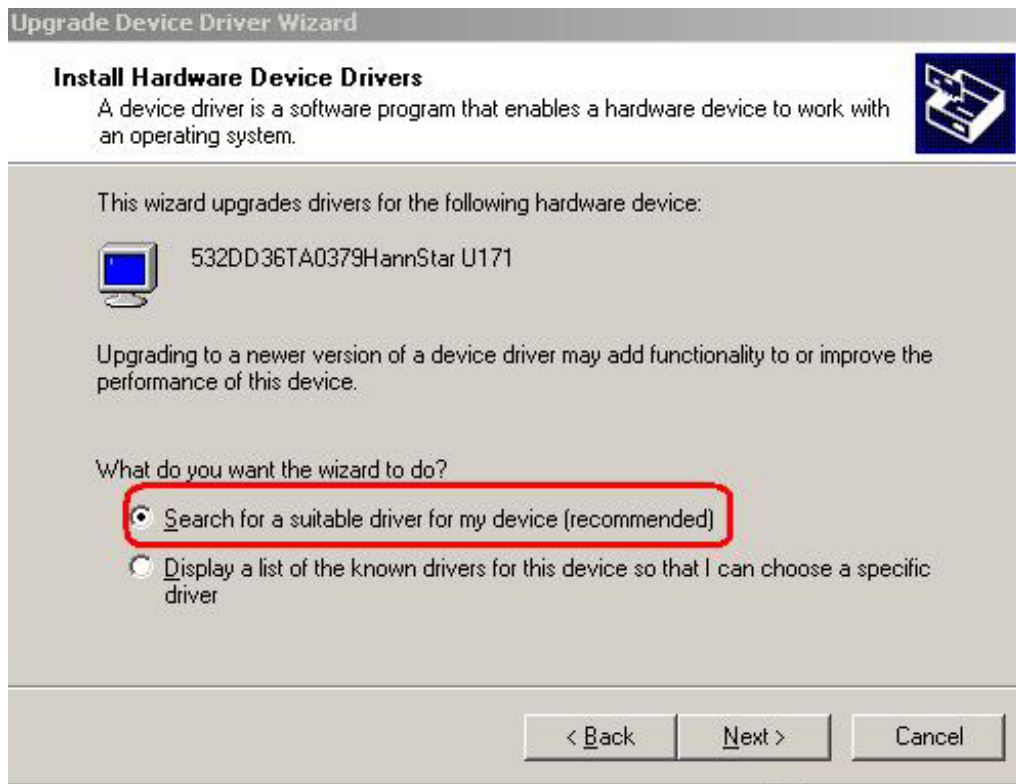 Upgrade Device Driver Wizard
Install Hardware Device Drivers
A device driver is a software program that enables a hardware device to work with
an operating system.
This wizard upgrades drivers for the following hardware device:
532DD36TA0379HannStar U171
Upgrading to a newer version of a device driver may add functionality to or improve the
performance of this device.
What do you want the wizard to do?
Search for a suitable driver for my device (recommended)
Display a list of the known drivers for this device so that I can choose a specific
driver
< Back
Next >
Cancel